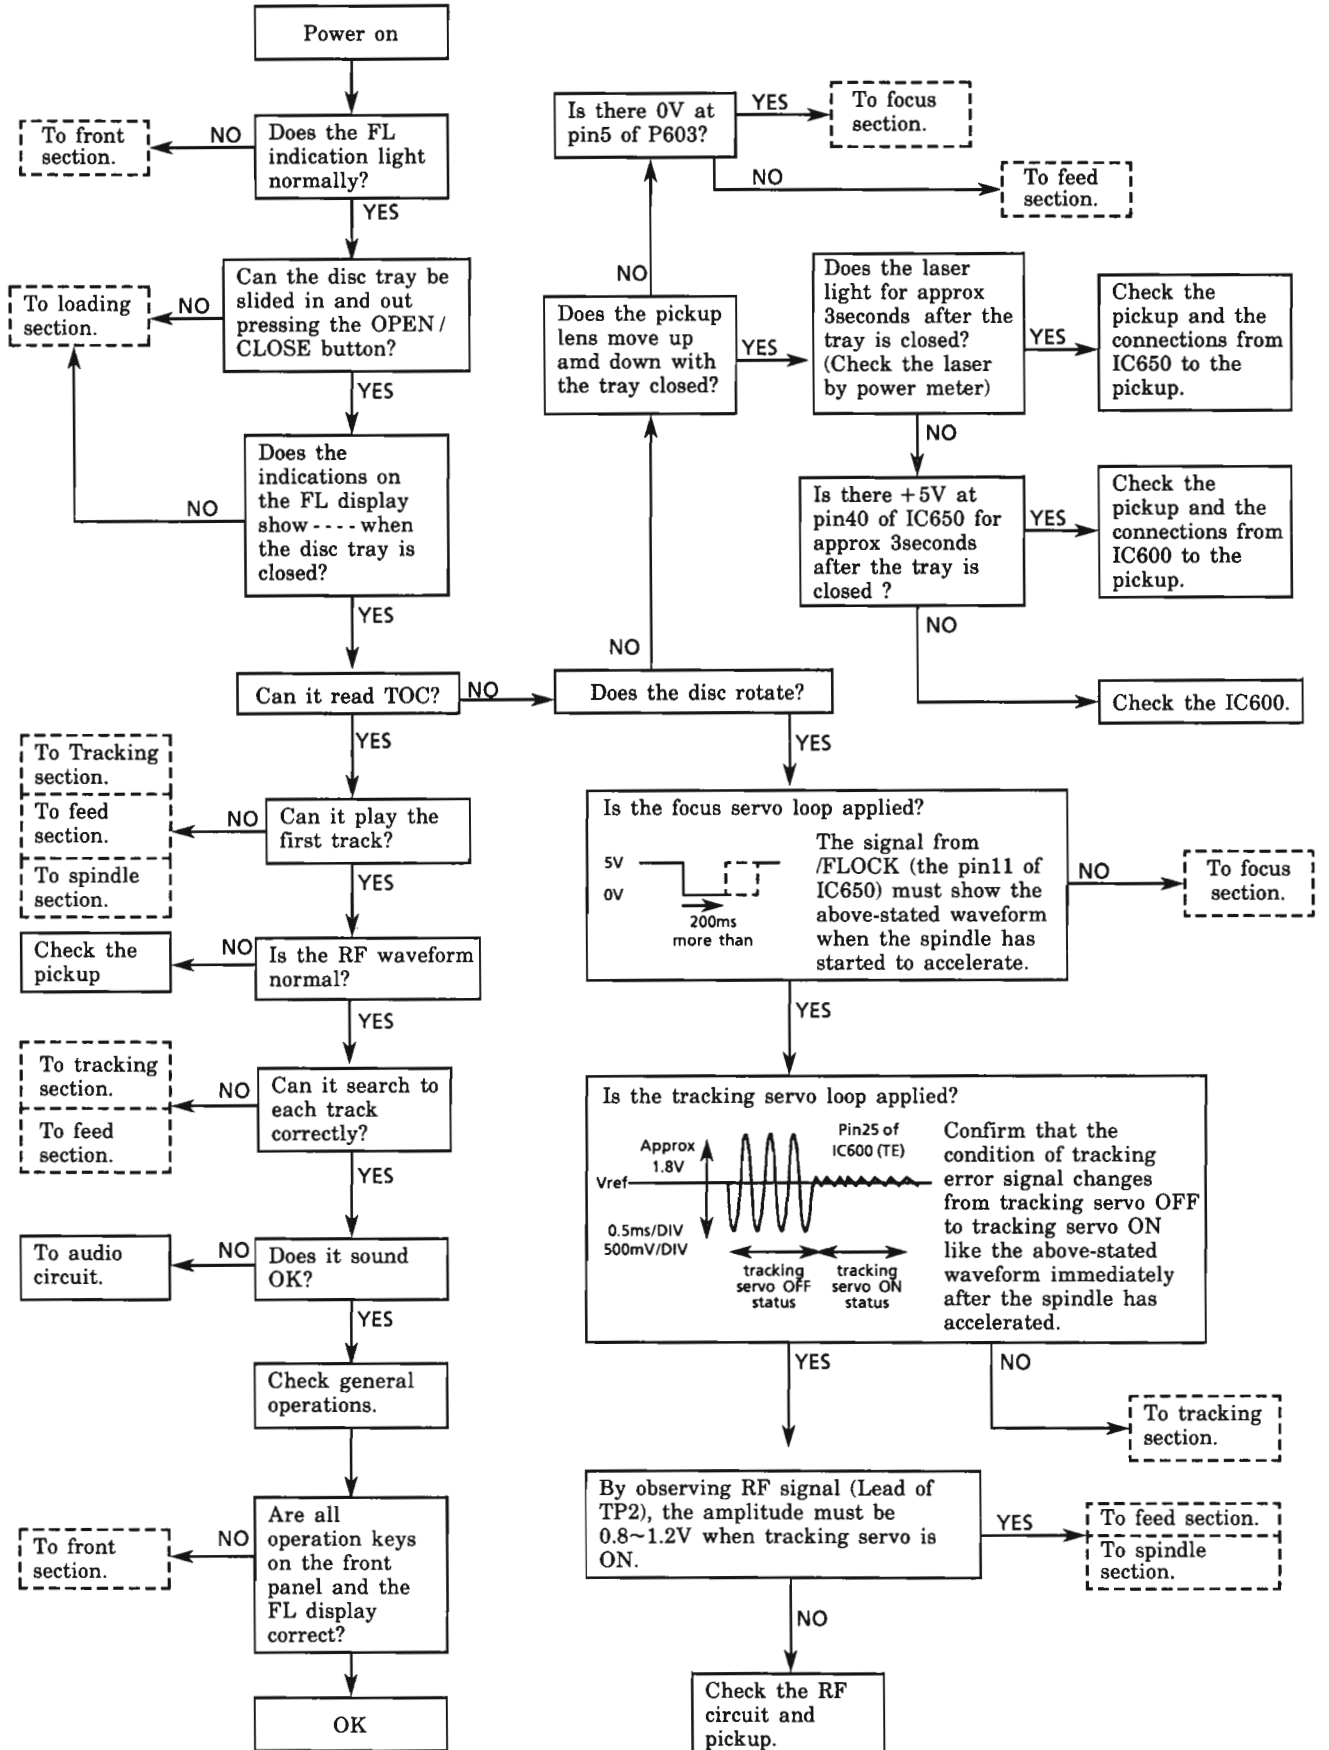 Power on
Does the FL
indication light
normally?
NO
To front
section.
YES
Can the disc tray be
slided in and out
pressing the OPEN /
CLOSE button?
NO
To loading
section.
YES
Does the
indications on
the FL display
show - - - - when
the disc tray is
closed?
NO
YES
Can it read TOC?
NO
YES
Can it play the
first track?
NO
To Tracking
section.
To feed
section.
To spindle
section.
YES
Is the RF waveform
normal?
NO
Check the
pickup
YES
Can it search to
each track
correctly?
NO
To tracking
section.
To feed
section.
YES
Does it sound
OK?
NO
To audio
circuit.
YES
Check general
operations.
Are all
operation keys
on the front
panel and the
FL display
correct?
NO
To front
section.
OK
Does the disc rotate?
NO
Does the pickup
lens move up
amd down with
the tray closed?
NO
Is there 0V at
pin5 of P603?
YES
To focus
section.
NO
To feed
section.
YES
Does the laser
light for approx
3seconds after the
tray is closed?
(Check the laser
by power meter)
YES
Check the
pickup and the
connections from
IC650 to the
pickup.
NO
Is there +5V at
pin40 of IC650 for
approx 3seconds
after the tray is
closed ?
YES
Check the
pickup and the
connections from
IC600 to the
pickup.
NO
Check the IC600.
YES
Is the focus servo loop applied?
5V
0V
200ms
more than
The signal from
/FLOCK (the pin11 of
IC650) must show the
above-stated waveform
when the spindle has
started to accelerate.
NO
To focus
section.
YES
Is the tracking servo loop applied?
Approx
1.8V
Vref
0.5ms/DIV
500mV/DIV
Pin25 of
IC600 (TE)
tracking
servo OFF
status
tracking
servo ON
status
Confirm that the
condition of tracking
error signal changes
from tracking servo OFF
to tracking servo ON
like the above-stated
waveform immediately
after the spindle has
accelerated.
YES
NO
To tracking
section.
By observing RF signal (Lead of
TP2), the amplitude must be
0.8~1.2V when tracking servo is
ON.
YES
To feed section.
To spindle
section.
NO
Check the RF
circuit and
pickup.